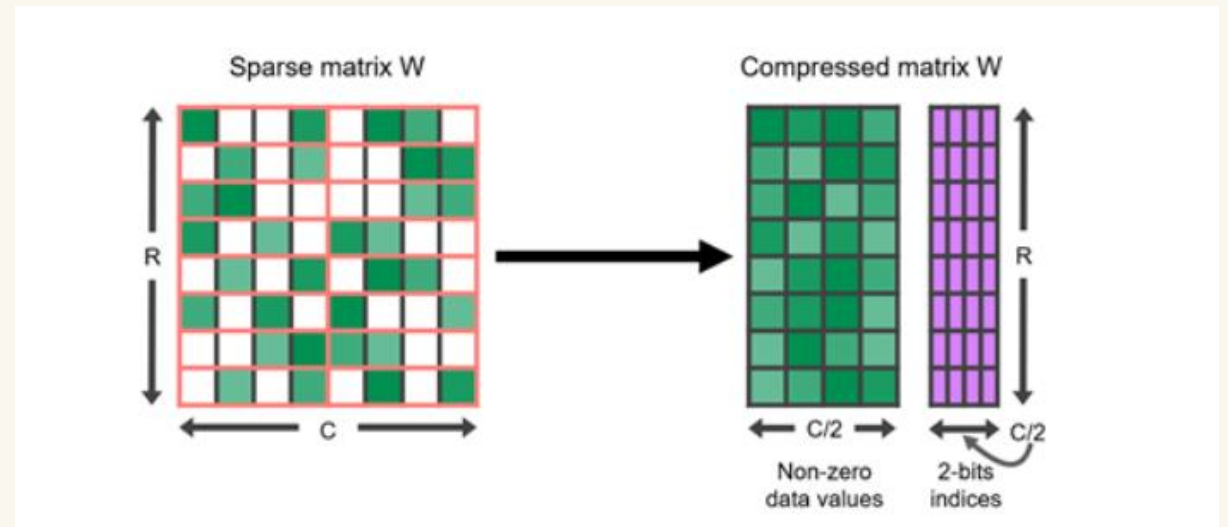 Sparse matrix W
Compressed matrix W
R
R
C
C/2
C/2
Non-zero
data values
2-bits
indices